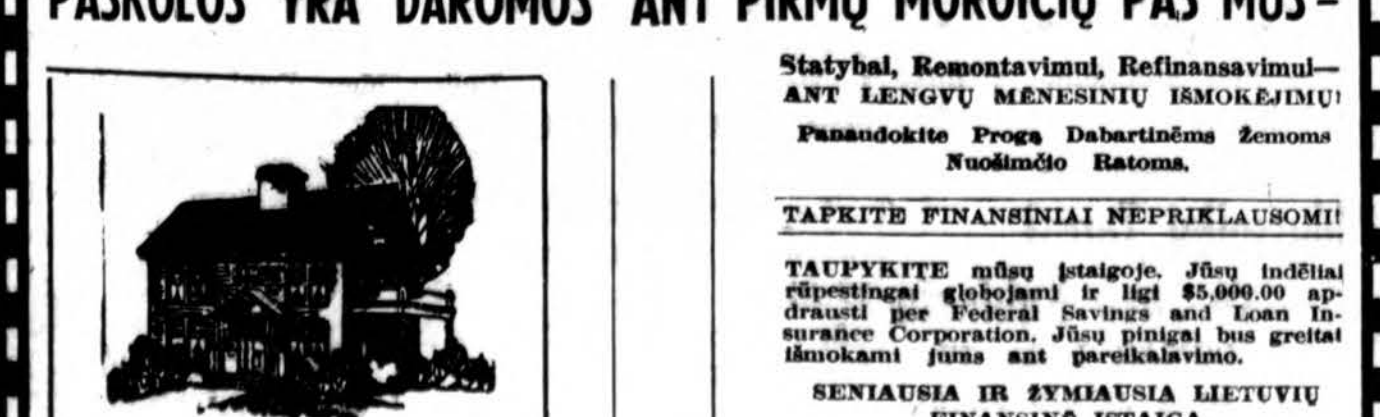 PASKOLOS YRA DAROMOS ANT PIRMŲ MORGIČIŲ PAS MUS –
Statybai, Remontavimui, Refinansavimui—
ANT LENGVŲ MĖNESINIŲ IŠMOKĖJIMŲ!
Panaudokite Progą Dabartinėms Žemoms
Nuošimčio Ratoms.
TAPKITE FINANSINIAI NEPRIKLAUSOMI!
TAUPYKITE mūsų įstaigoje. Jūsų indėliai
rūpestingai globojami ir ligi $5,000.00 ap-
drausti per Federal Savings and Loan In-
surance Corporation. Jūsų pinigai bus greitai
išmokami jums ant pareikalavimo.
SENIAUSIA IR ŽYMIAUSIA LIETUVIŲ
FINANSINĖ ĮSTAIGA